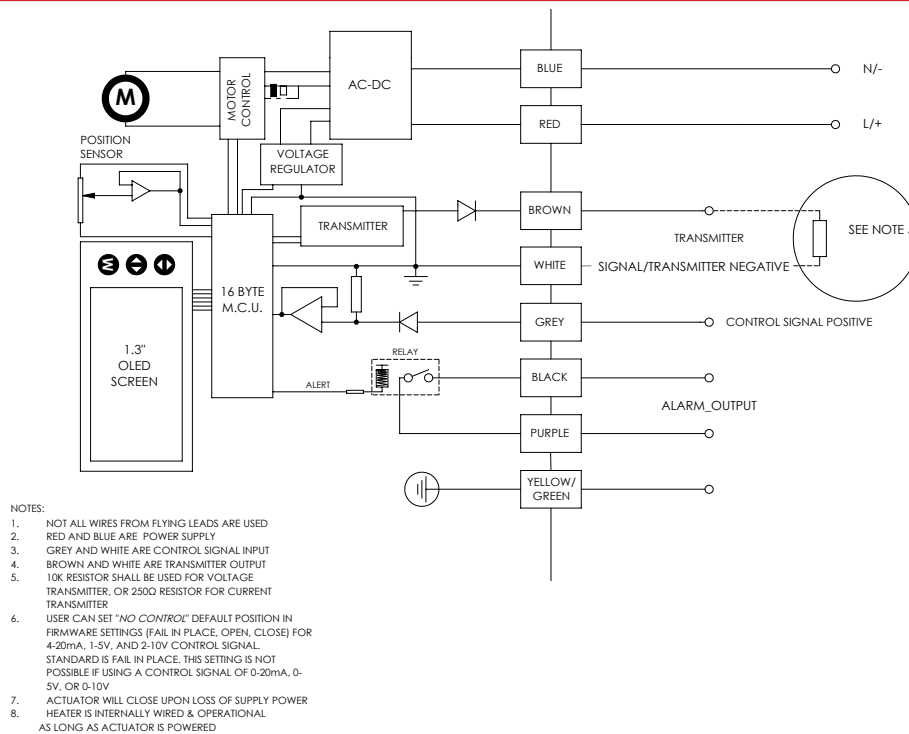 M
MOTOR
CONTROL
AC-DC
BLUE
N/-
RED
L/+
POSITION
SENSOR
VOLTAGE
REGULATOR
TRANSMITTER
BROWN
TRANSMITTER
SEE NOTE
WHITE
SIGNAL/TRANSMITTER NEGATIVE
M
16 BYTE
M.C.U.
GREY
CONTROL SIGNAL POSITIVE
1.3"
OLED
SCREEN
RELAY
ALERT
BLACK
ALARM_OUTPUT
PURPLE
YELLOW/
GREEN
NOTES:
1. NOT ALL WIRES FROM FLYING LEADS ARE USED
2. RED AND BLUE ARE POWER SUPPLY
3. GREY AND WHITE ARE CONTROL SIGNAL INPUT
4. BROWN AND WHITE ARE TRANSMITTER OUTPUT
5. 10K RESISTOR SHALL BE USED FOR VOLTAGE
TRANSMITTER, OR 250Ω RESISTOR FOR CURRENT
TRANSMITTER
6. USER CAN SET "NO CONTROL" DEFAULT POSITION IN
FIRMWARE SETTINGS (FAIL IN PLACE, OPEN, CLOSE) FOR
4-20mA, 1-5V, AND 2-10V CONTROL SIGNAL.
STANDARD IS FAIL IN PLACE. THIS SETTING IS NOT
POSSIBLE IF USING A CONTROL SIGNAL OF 0-20mA, 0-
5V, OR 0-10V
7. ACTUATOR WILL CLOSE UPON LOSS OF SUPPLY POWER
8. HEATER IS INTERNALLY WIRED & OPERATIONAL
AS LONG AS ACTUATOR IS POWERED